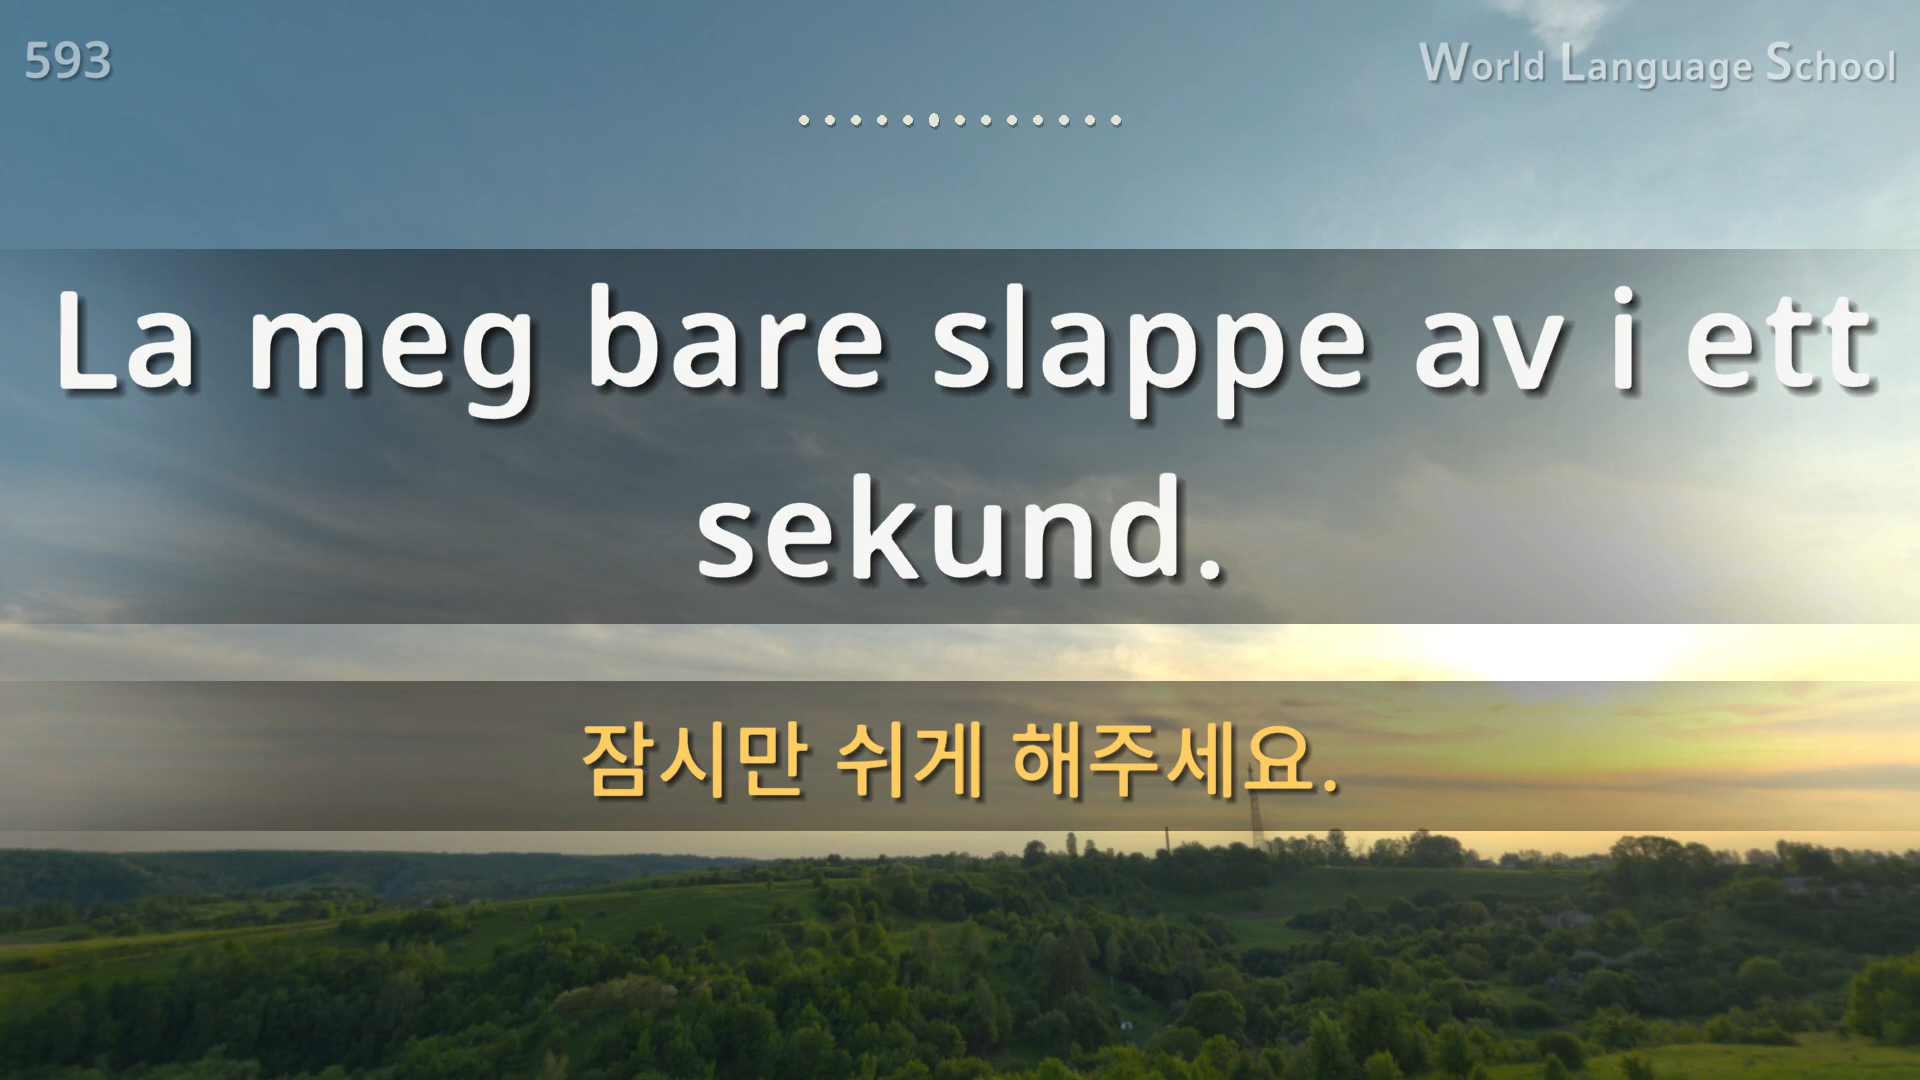 593
World Language School
La meg bare slappe av i ett
sekund.
잠시만 쉬게 해주세요.